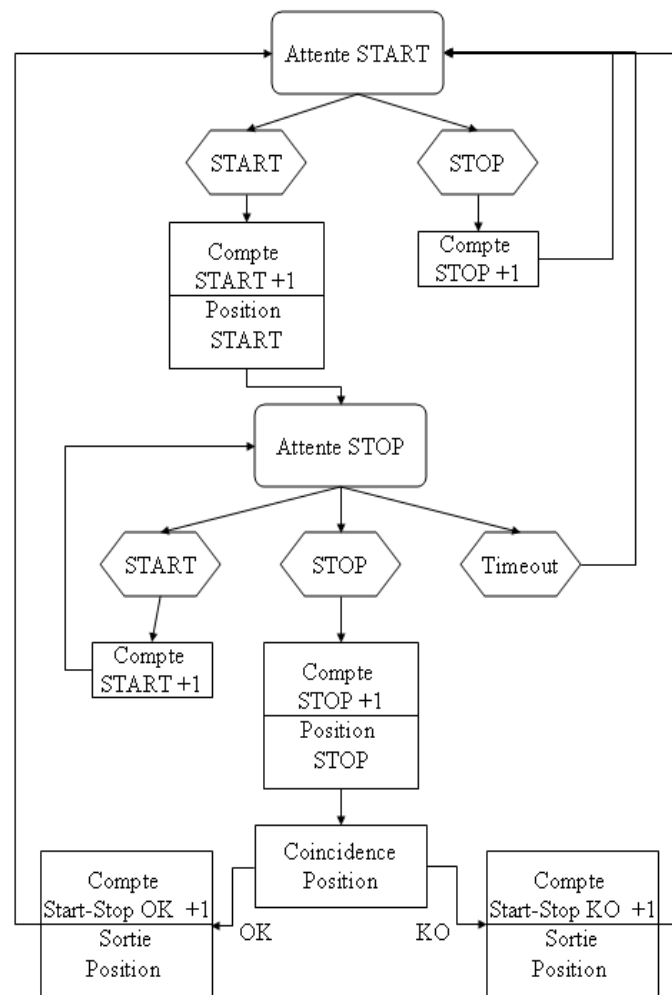 Attente START
START
STOP
Compte
START +1
Position
START
Compte
STOP +1
Attente STOP
START
STOP
Timeout
Compte
START +1
Compte
STOP +1
Position
STOP
Coincidence
Position
OK
KO
Compte
Start-Stop OK +1
Sortie
Position
Compte
Start-Stop KO +1
Sortie
Position